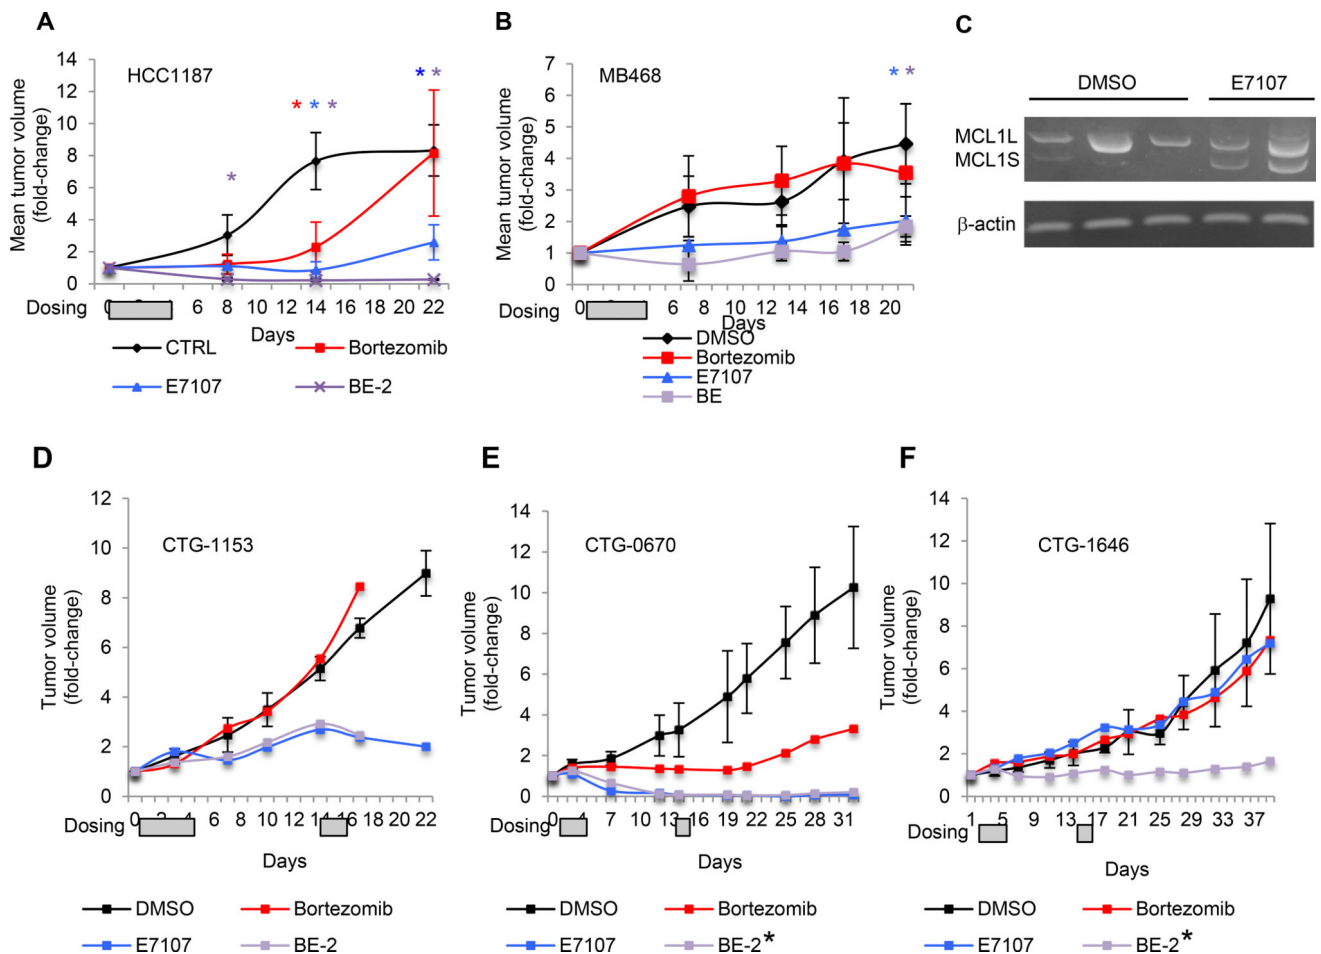 A
HCC1187
Mean tumor volume
(fold-change)
14
12
10
8
6
4
2
0
* * *
* *
*
Dosing
6 8 10 12 14 16 18 20 22
Days
CTRL Bortezomib
E7107 BE-2
B
MB468
Mean tumor volume
(fold-change)
7
6
5
4
3
2
1
0
* *
Dosing 0
6 8 10 12 14 16 18 20
Days
DMSO
Bortezomib
E7107
BE
C
DMSO E7107
MCL1L
MCL1S
β-actin
D
CTG-1153
Tumor volume
(fold-change)
12
10
8
6
4
2
0
Dosing
0 2 4 6 8 10 12 14 16 18 20 22
Days
DMSO Bortezomib
E7107 BE-2
E
CTG-0670
Tumor volume
(fold-change)
14
12
10
8
6
4
2
0
Dosing
0 4 7 10 13 16 19 22 25 28 31
Days
DMSO Bortezomib
E7107 BE-2*
F
CTG-1646
Tumor volume
(fold-change)
14
12
10
8
6
4
2
0
Dosing
1 5 9 13 17 21 25 29 33 37
Days
DMSO Bortezomib
E7107 BE-2*